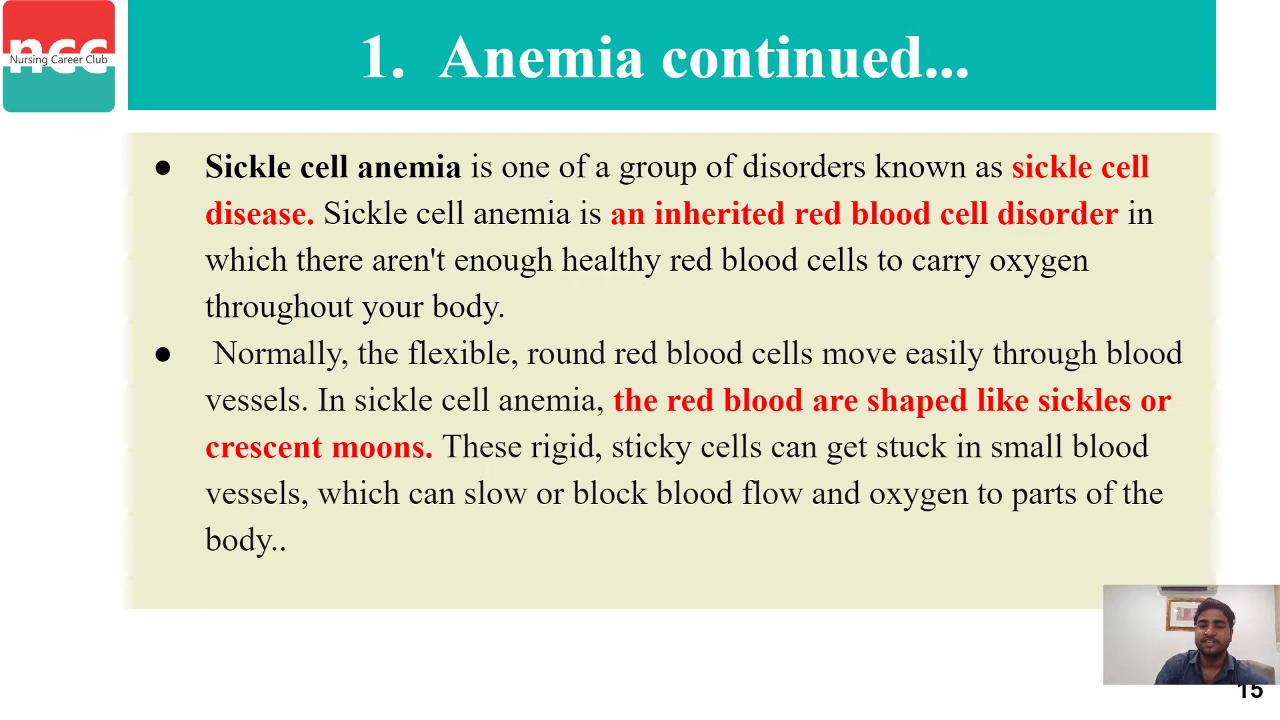 ncc
Nursing Career Club
1. Anemia continued...
● Sickle cell anemia is one of a group of disorders known as sickle cell
disease. Sickle cell anemia is an inherited red blood cell disorder in
which there aren't enough healthy red blood cells to carry oxygen
throughout your body.
● Normally, the flexible, round red blood cells move easily through blood
vessels. In sickle cell anemia, the red blood are shaped like sickles or
crescent moons. These rigid, sticky cells can get stuck in small blood
vessels, which can slow or block blood flow and oxygen to parts of the
body..
15